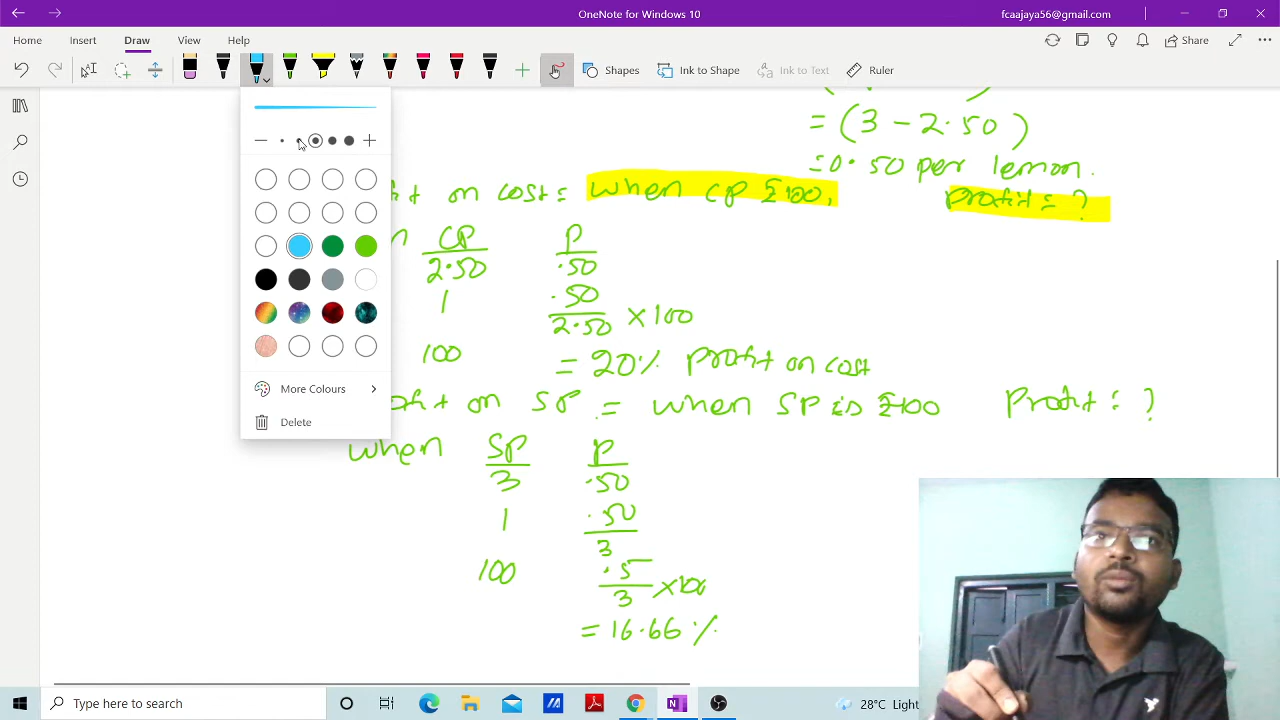 OneNote for Windows 10
fcaajaya56@gmail.com
Home Insert Draw View Help
Share
Shapes Ink to Shape Ink to Text Ruler
= (3 - 2.50)
=0.50 per lemon.
on cost= when CP ₹100, Profit = ?
CP P
2.50 .50
1 .50
2.50 × 100
100 = 20% Profit on cost
on SP = when SP is ₹100 Profit = ?
when SP P
3 .50
1 .50
3
100 .5
3 ×100
= 16.66 %
More Colours
Delete
Type here to search
28°C Light